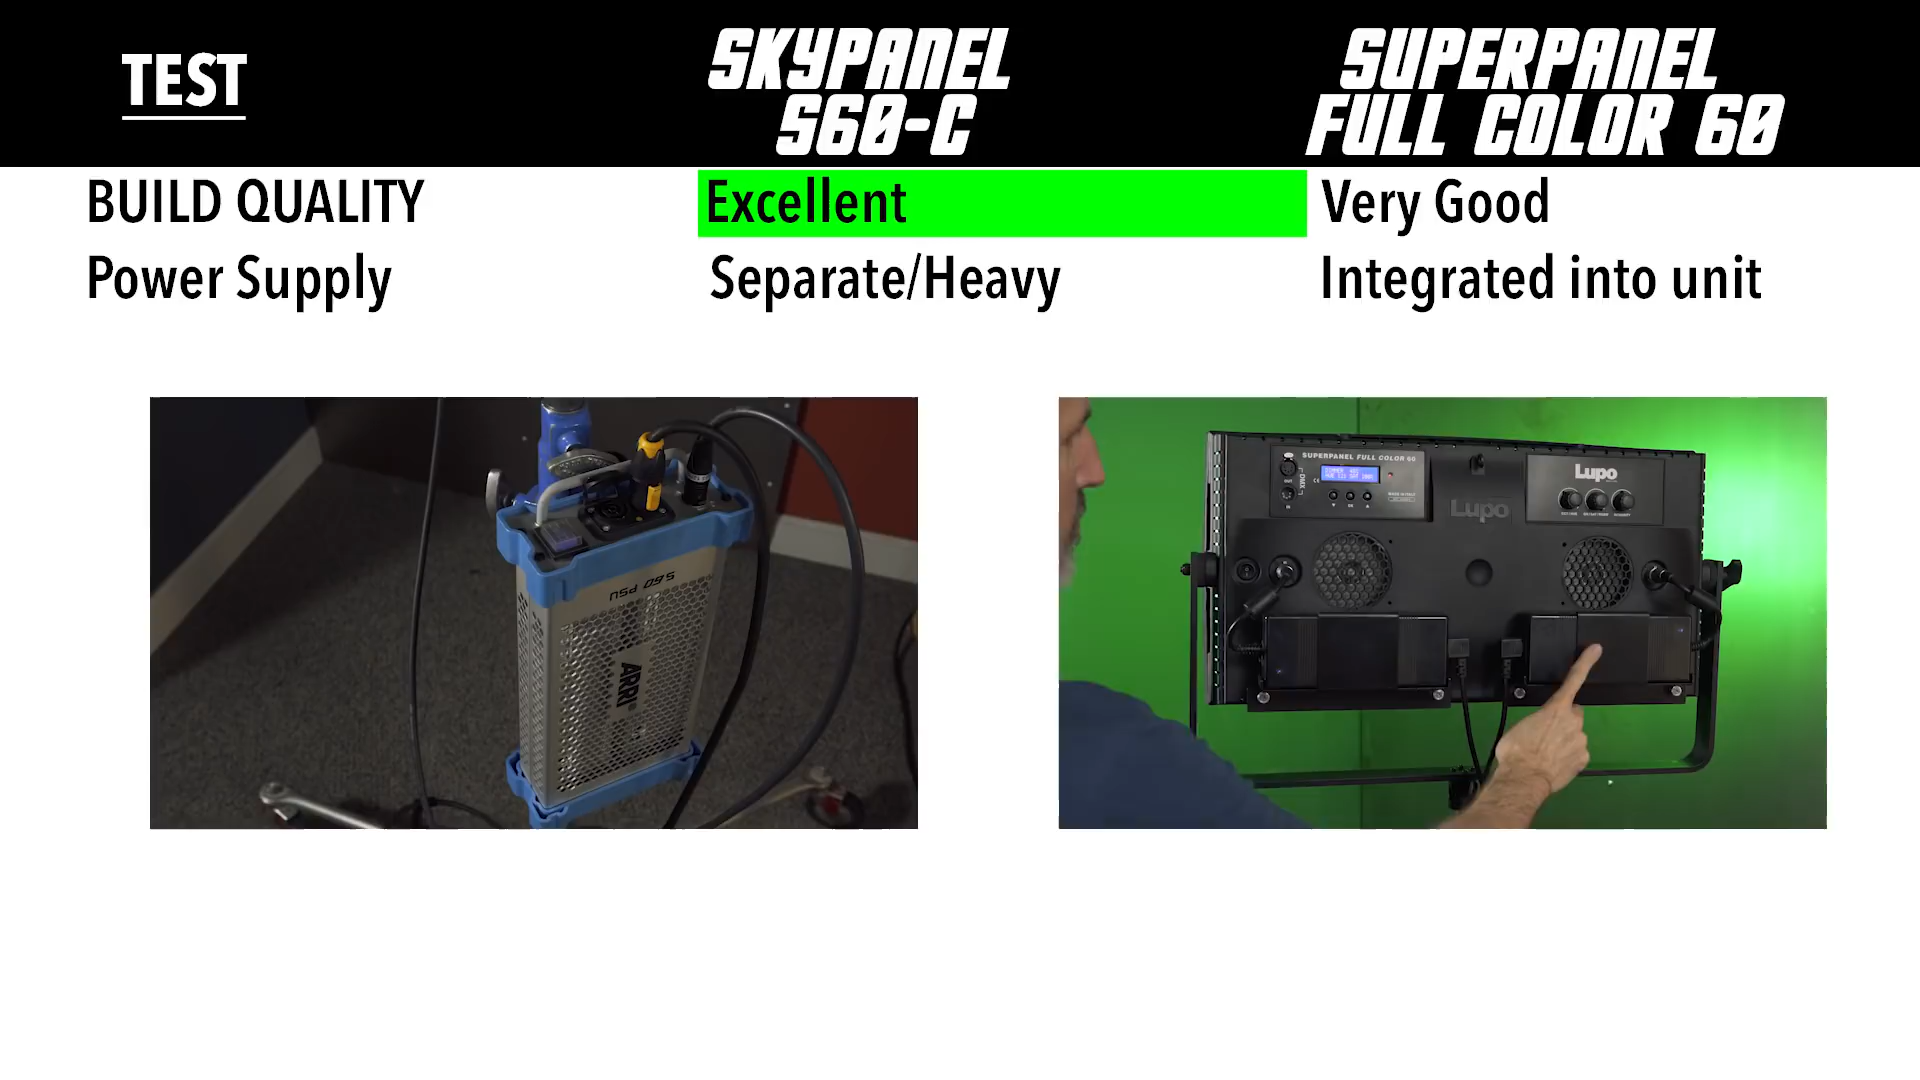 TEST
SKYPANEL
S60-C
SUPERPANEL
FULL COLOR 60
BUILD QUALITY
Excellent
Very Good
Power Supply
Separate/Heavy
Integrated into unit
S60 PSU
ARRI
SUPERPANEL FULL COLOR 60
DMX
Lupo
Lupo